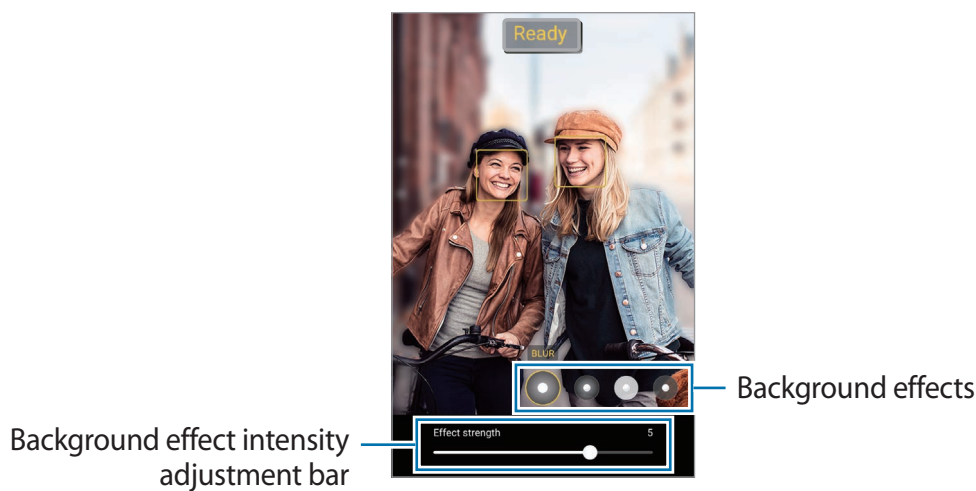 Ready
BLUR
Background effects
Effect strength 5
Background effect intensity
adjustment bar